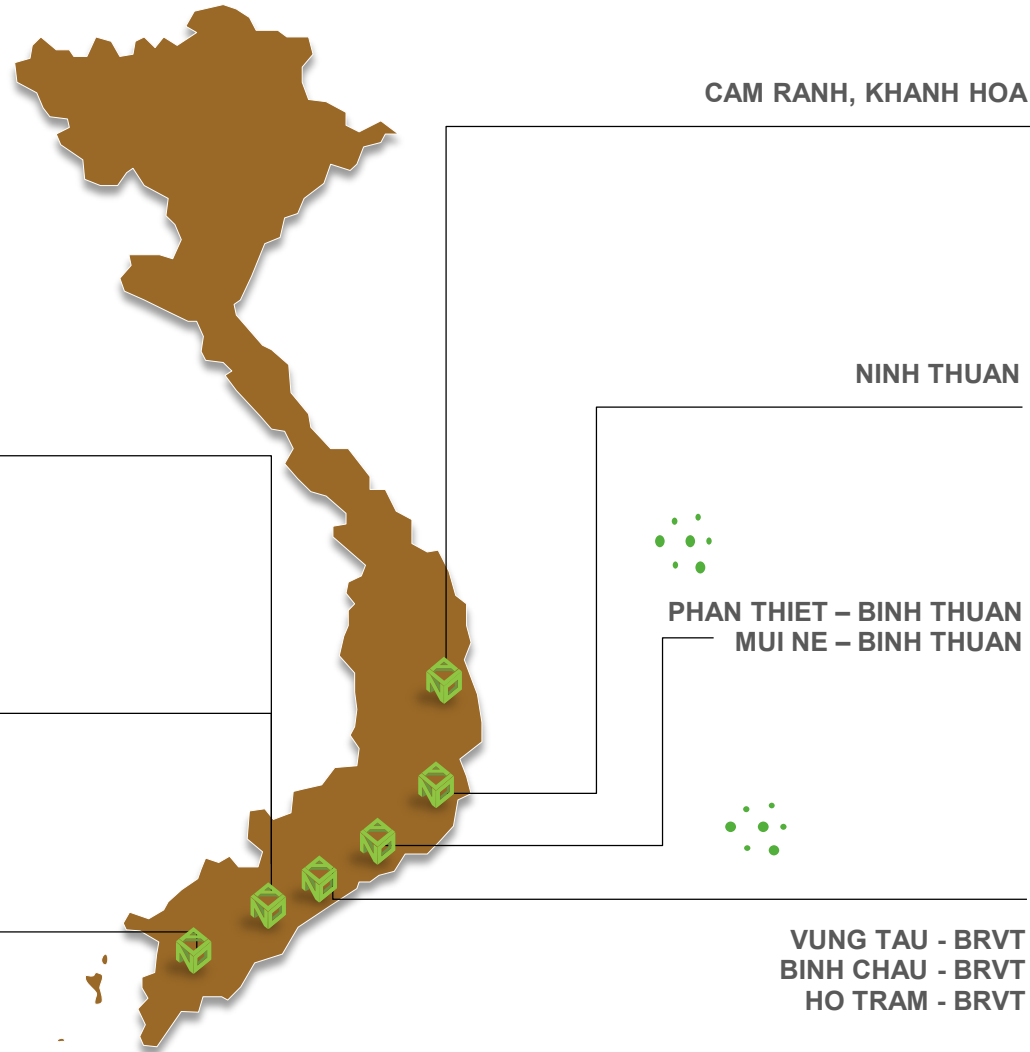 CAM RANH, KHANH HOA
NINH THUAN
PHAN THIET – BINH THUAN
MUI NE – BINH THUAN
VUNG TAU - BRVT
BINH CHAU - BRVT
HO TRAM - BRVT